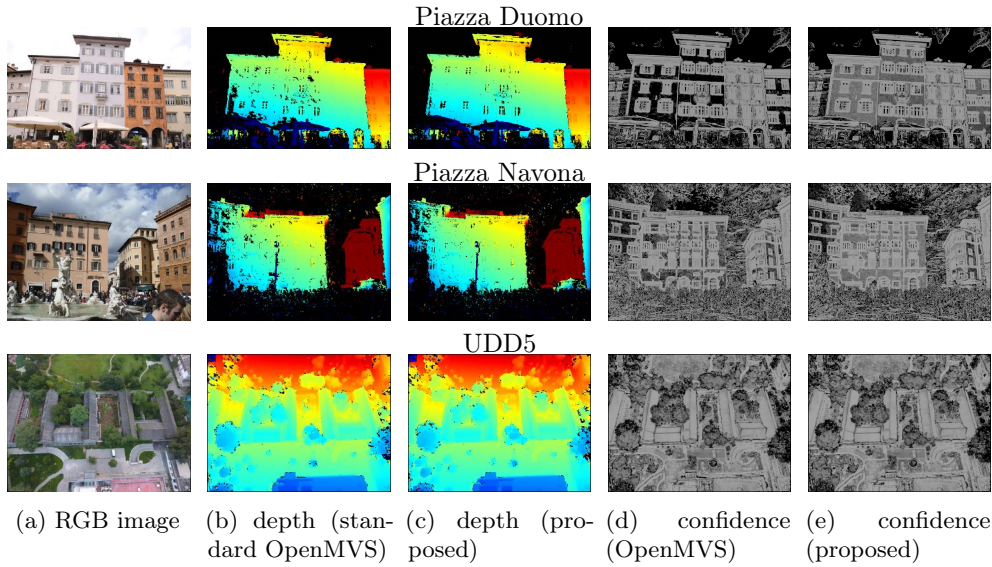 Piazza Duomo
Piazza Navona
UDD5
(a) RGB image
(b) depth (stan-
dard OpenMVS)
(c) depth (pro-
posed)
(d) confidence
(OpenMVS)
(e) confidence
(proposed)